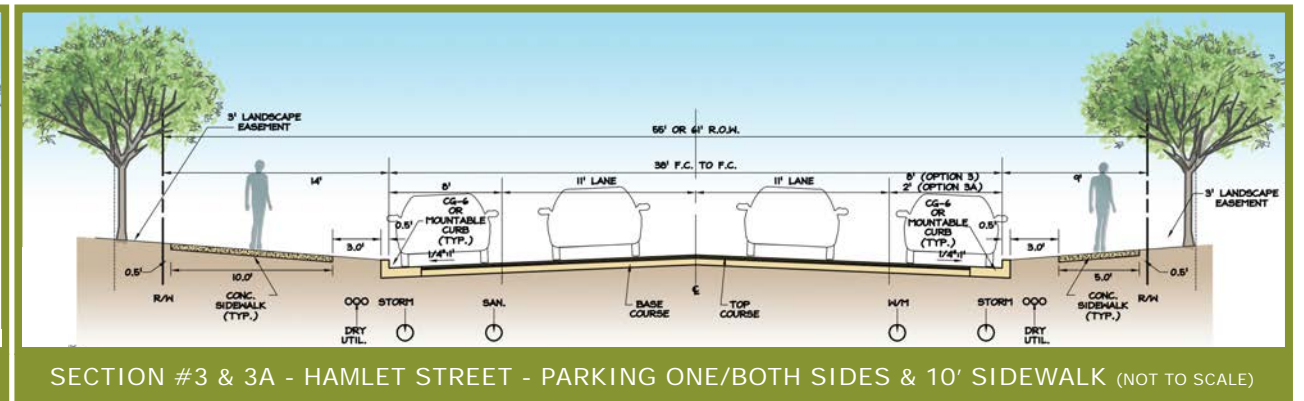 3' LANDSCAPE
EASEMENT
55' OR 61' R.O.W.
38' F.C. TO F.C.
14'
8'
11' LANE
11' LANE
8' (OPTION 3)
2' (OPTION 3A)
9'
3' LANDSCAPE
EASEMENT
CG-6
OR
MOUNTABLE
CURB
(TYP.)
CG-6
OR
MOUNTABLE
CURB
(TYP.)
0.5'
0.5'
3.0'
1/4":1'
1/4":1'
3.0'
0.5'
10.0'
5.0'
0.5'
R/W
CONC.
SIDEWALK
(TYP.)
OOO
DRY
UTIL.
STORM
SAN.
BASE
COURSE
℄
TOP
COURSE
W/M
STORM
OOO
DRY
UTIL.
CONC.
SIDEWALK
(TYP.)
R/W
SECTION #3 & 3A - HAMLET STREET - PARKING ONE/BOTH SIDES & 10' SIDEWALK (NOT TO SCALE)